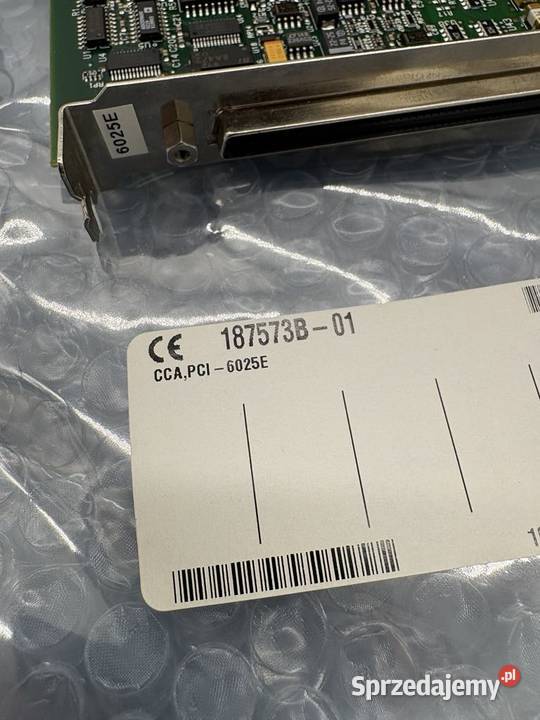 6025E
CE 187573B-01
CCA,PCI-6025E
Sprzedajemy.pl